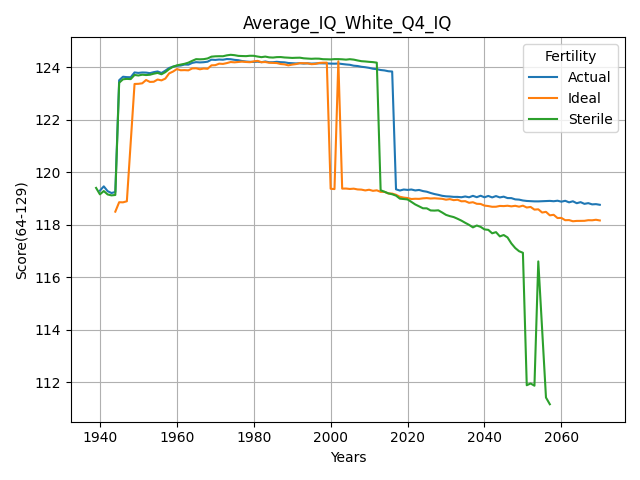 Average_IQ_White_Q4_IQ
Fertility
Actual
Ideal
Sterile
Score(64-129)
124
122
120
118
116
114
112
1940
1960
1980
2000
2020
2040
2060
Years